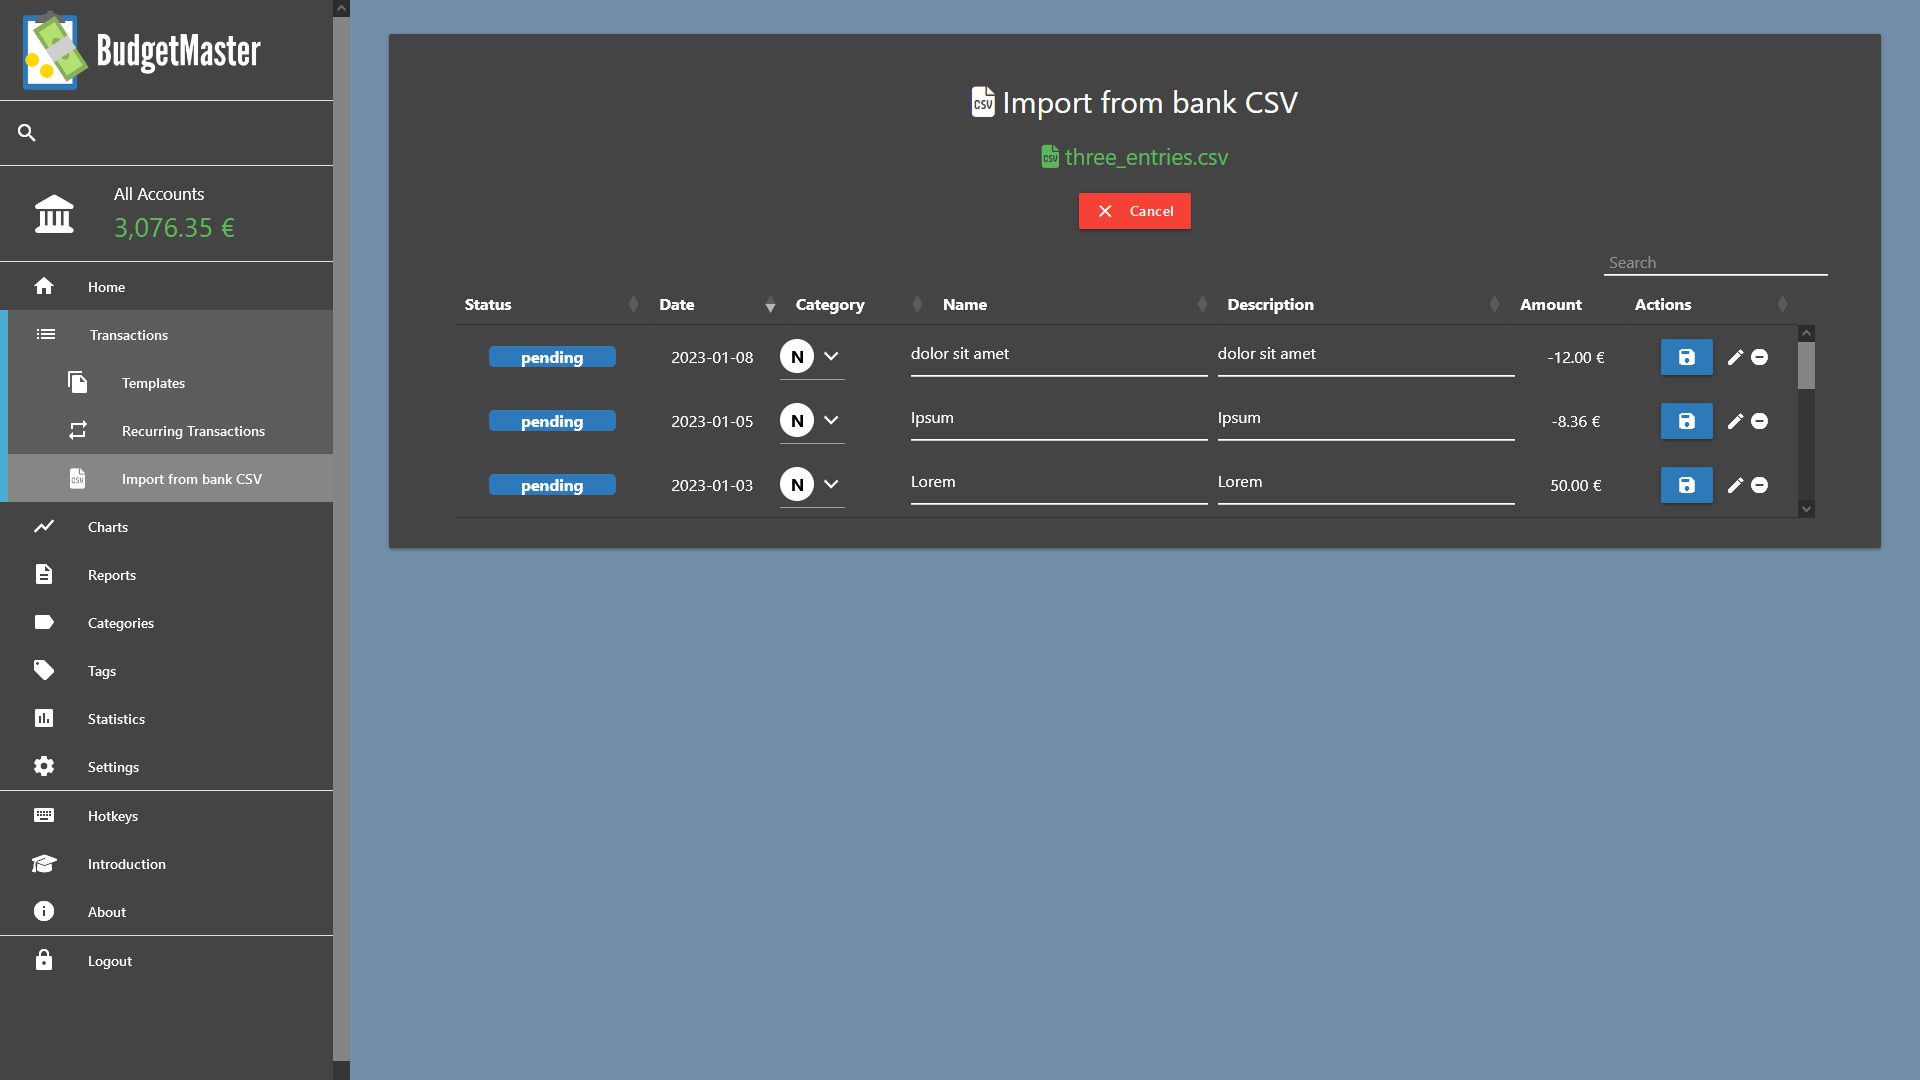 BudgetMaster
All Accounts
3,076.35 €
Home
Transactions
Templates
Recurring Transactions
CSV Import from bank CSV
Charts
Reports
Categories
Tags
Statistics
Settings
Hotkeys
Introduction
About
Logout
CSV Import from bank CSV
CSV three_entries.csv
Cancel
Search
Status Date Category Name Description Amount Actions
pending 2023-01-08 N dolor sit amet dolor sit amet -12.00 €
pending 2023-01-05 N Ipsum Ipsum -8.36 €
pending 2023-01-03 N Lorem Lorem 50.00 €